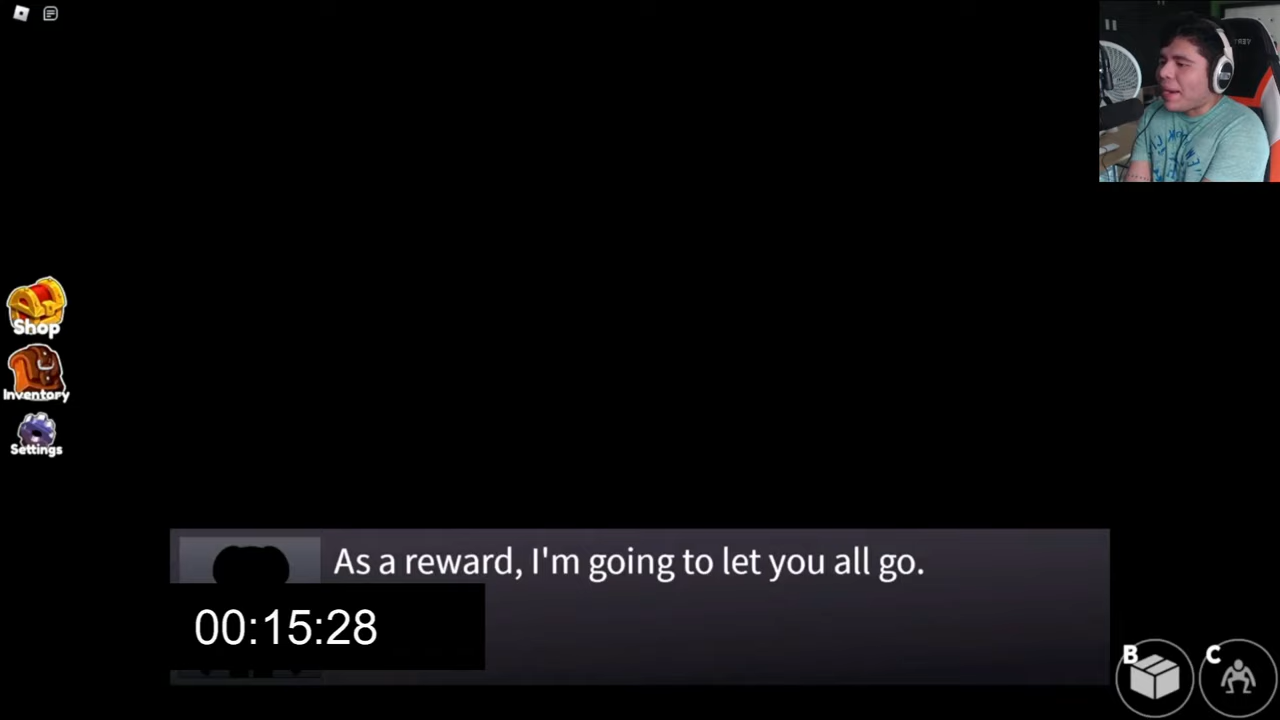 Shop
Inventory
Settings
As a reward, I'm going to let you all go.
00:15:28
B
C